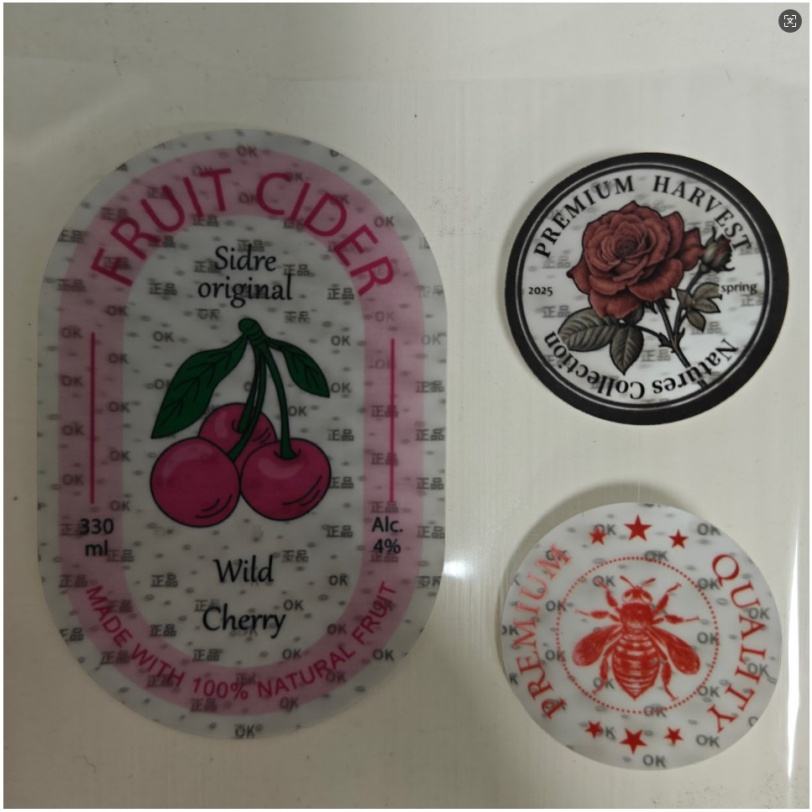 FRUIT CIDER
Sidre
original
330
ml
Alc.
4%
Wild
Cherry
MADE WITH 100% NATURAL FRUIT
PREMIUM HARVEST
2025
spring
Natures Collection
PREMIUM QUALITY
OK
正品